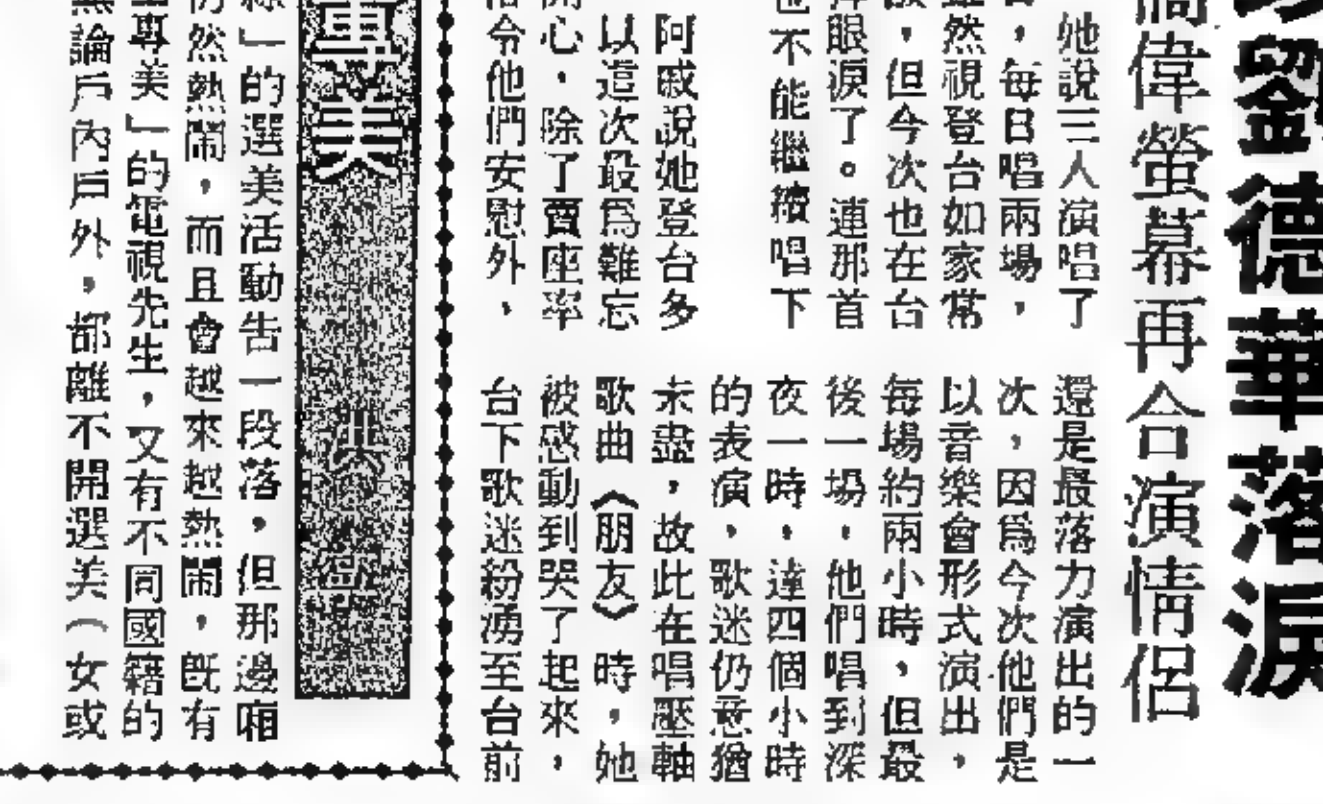 劉德華落淚
偉螢幕再合演情侶
她說三人演唱了
，每日唱兩場，
然視登台如家常
，但今次也在台
眼淚了。連那首
也不能繼續唱下
阿戚說她登台多
以這次最爲難忘
開心，除了賣座率
令他們安慰外，
還是最落力演出的一
次，因爲今次他們是
以音樂會形式演出，
每場約兩小時，但最
後一場，他們唱到深
夜一時，達四個小時
的表演，歌迷仍意猶
未盡，故此在唱壓軸
歌曲《朋友》時，她
被感動到哭了起來，
台下歌迷紛湧至台前
專美
」的選美活動告一段落，但那邊廂
仍然熱鬧，而且會越來越熱鬧，既有
專美」的電視先生，又有不同國籍的
無論戶內戶外，都離不開選美（女或